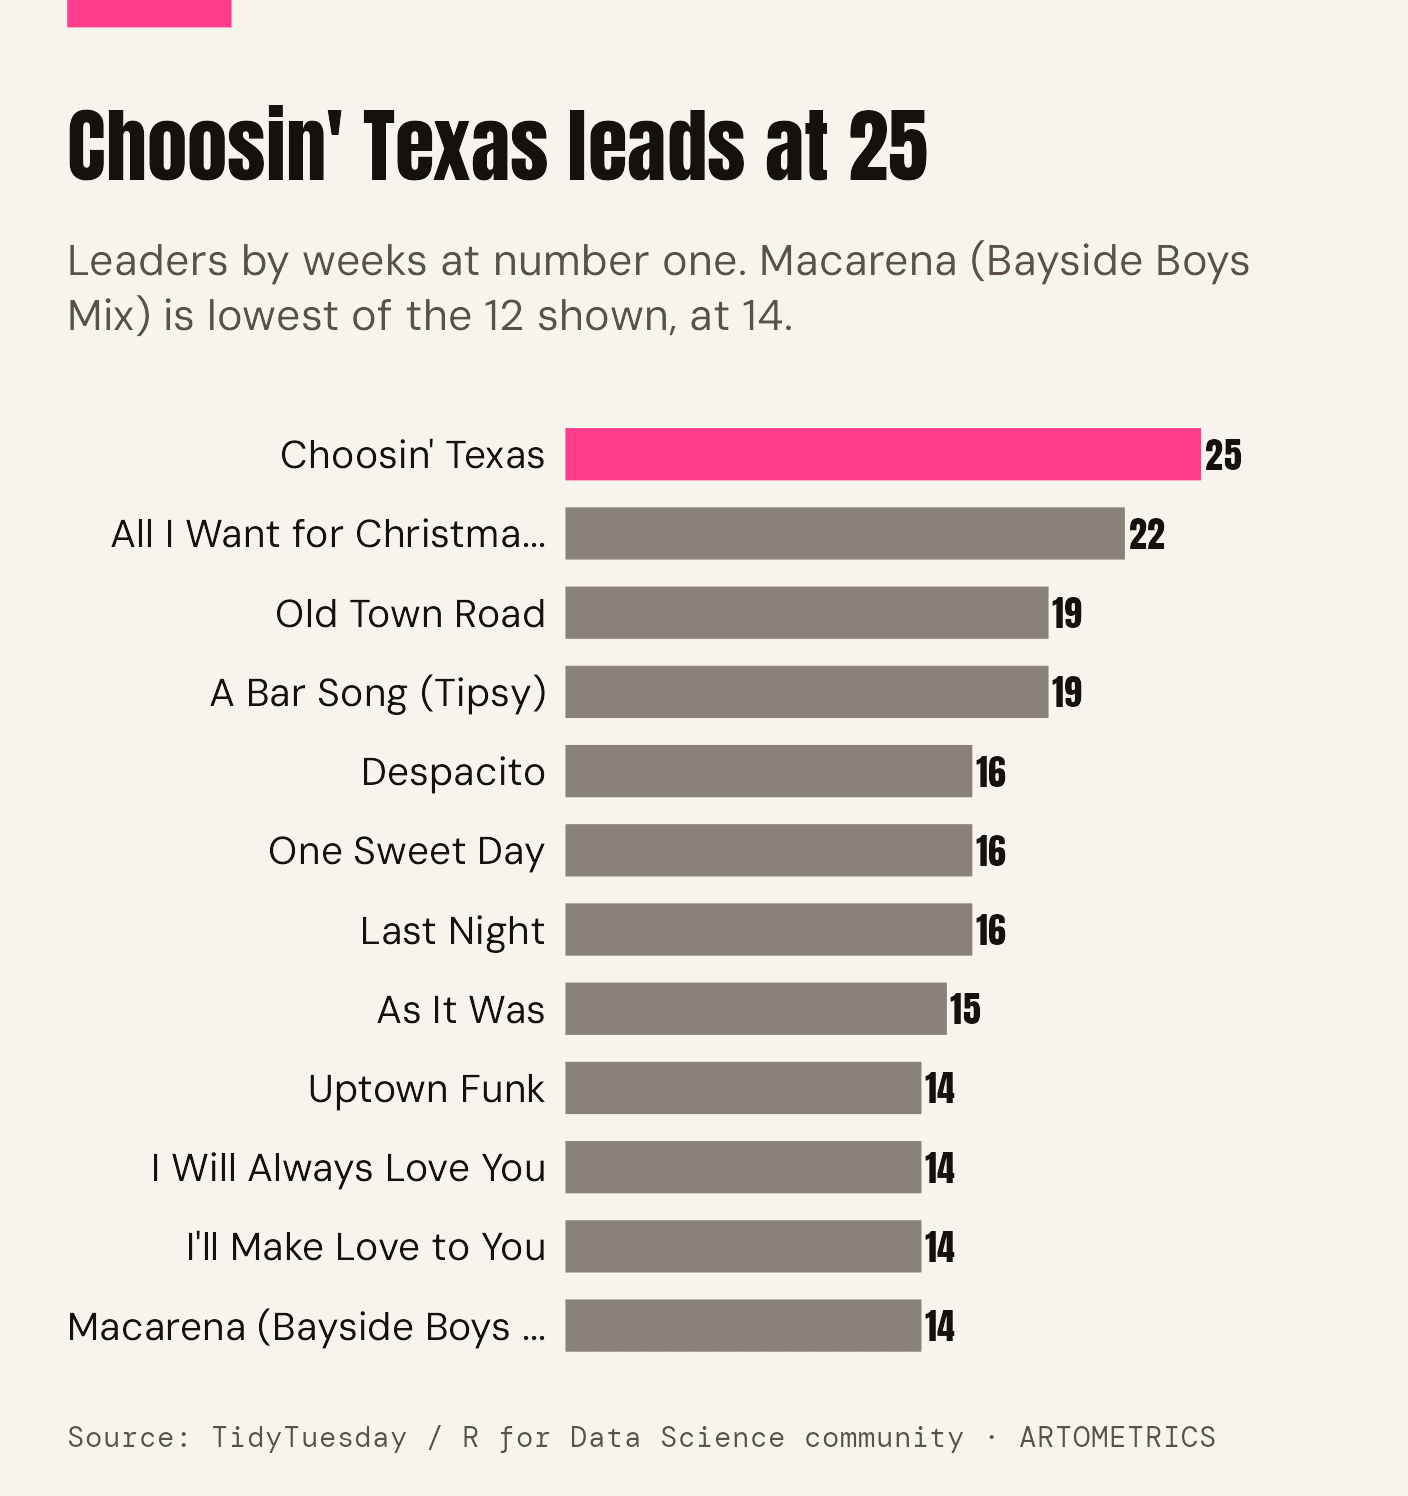 Choosin' Texas leads at 25
Leaders by weeks at number one. Macarena (Bayside Boys
Mix) is lowest of the 12 shown, at 14.
Choosin' Texas 25
All I Want for Christma... 22
Old Town Road 19
A Bar Song (Tipsy) 19
Despacito 16
One Sweet Day 16
Last Night 16
As It Was 15
Uptown Funk 14
I Will Always Love You 14
I'll Make Love to You 14
Macarena (Bayside Boys ... 14
Source: TidyTuesday / R for Data Science community · ARTOMETRICS